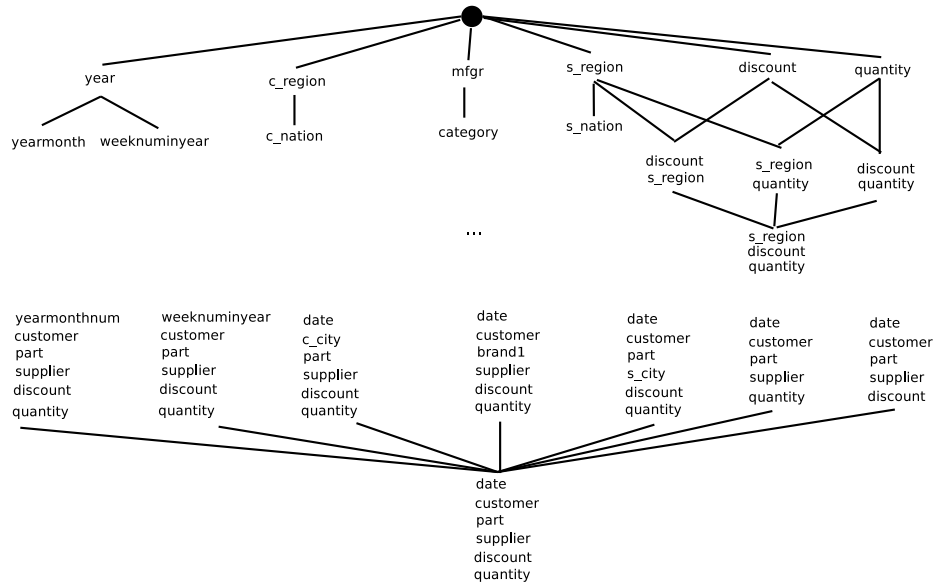 year
c_region
mfgr
s_region
discount
quantity
yearmonth
weeknuminyear
c_nation
category
s_nation
discount
s_region
s_region
quantity
discount
quantity
...
s_region
discount
quantity
yearmonthnum
customer
part
supplier
discount
quantity
weeknuminyear
customer
part
supplier
discount
quantity
date
c_city
part
supplier
discount
quantity
date
customer
brand1
supplier
discount
quantity
date
customer
part
s_city
discount
quantity
date
customer
part
supplier
quantity
date
customer
part
supplier
discount
date
customer
part
supplier
discount
quantity